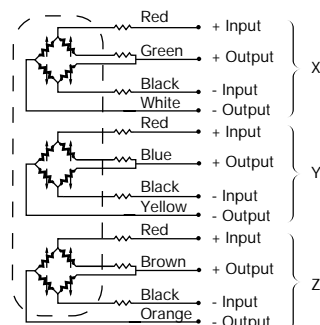 Red
+ Input
Green
+ Output
X
Black
- Input
White
- Output
Red
+ Input
Blue
+ Output
Y
Black
- Input
Yellow
- Output
Red
+ Input
Brown
+ Output
Z
Black
- Input
Orange
- Output